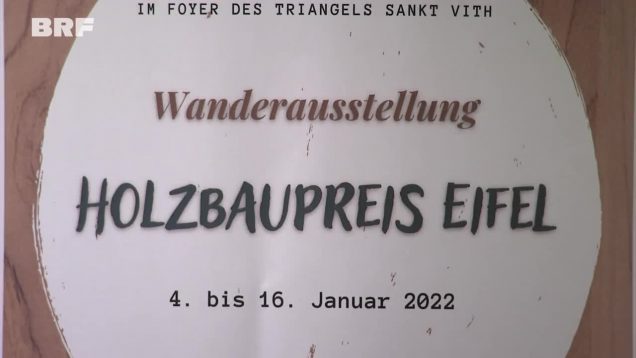 BRF
IM FOYER DES TRIANGELS SANKT VITH
Wanderausstellung
HOLZBAUPREIS EIFEL
4. bis 16. Januar 2022